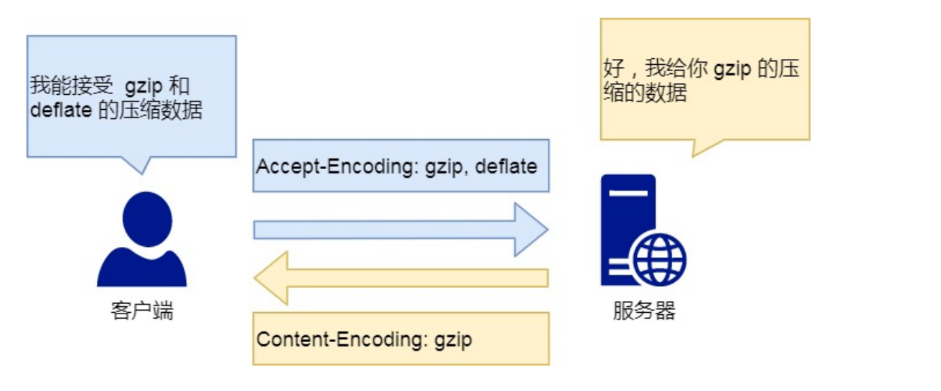 我能接受 gzip 和
deflate 的压缩数据
好，我给你 gzip 的压
缩的数据
Accept-Encoding: gzip, deflate
客户端
服务器
Content-Encoding: gzip